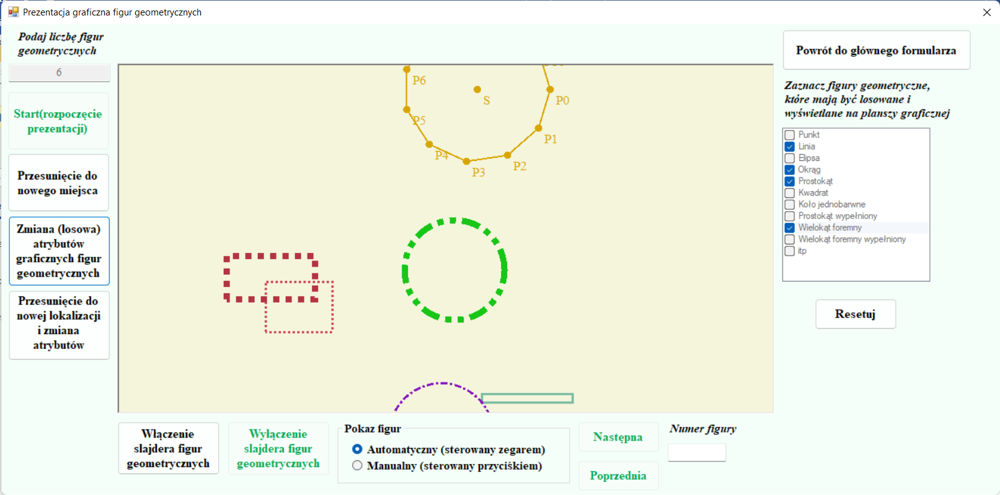 Prezentacja graficzna figur geometrycznych
Podaj liczbę figur
geometrycznych
6
Start(rozpoczęcie
prezentacji)
Przesunięcie do
nowego miejsca
Zmiana (losowa)
atrybutów
graficznych figur
geometrycznych
Przesunięcie do
nowej lokalizacji
i zmiana
atrybutów
P6
S
P0
P5
P1
P4
P2
P3
Powrót do głównego formularza
Zaznacz figury geometryczne,
które mają być losowane i
wyświetlane na planszy graficznej
Punkt
Linia
Elipsa
Okrąg
Prostokąt
Kwadrat
Koło jednobarwne
Prostokąt wypełniony
Wielokąt foremny
Wielokąt foremny wypełniony
itp
Resetuj
Włączenie
slajdera figur
geometrycznych
Wyłączenie
slajdera figur
geometrycznych
Pokaz figur
Automatyczny (sterowany zegarem)
Manualny (sterowany przyciśkiem)
Następna
Poprzednia
Numer figury